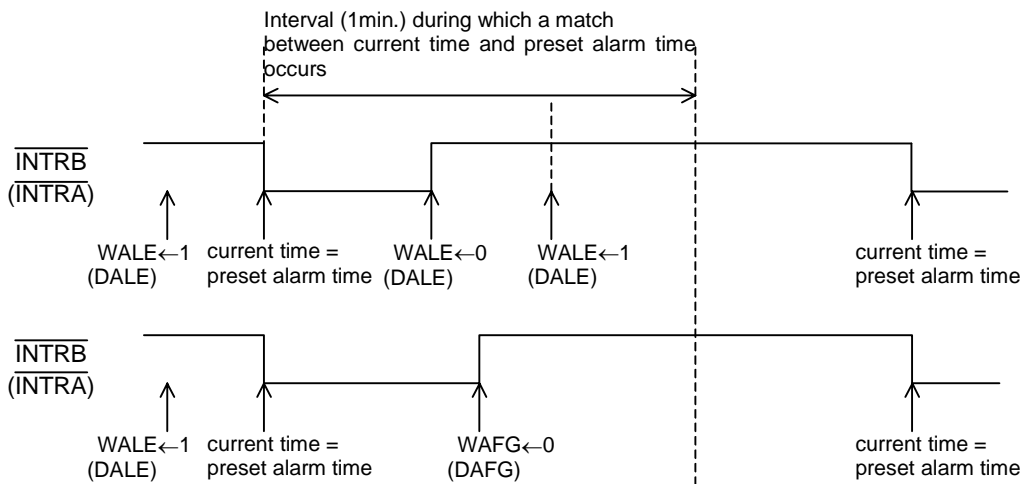 Interval (1min.) during which a match
between current time and preset alarm time
occurs
INTRB
(INTRA)
WALE←1
(DALE)
current time =
preset alarm time
WALE←0
(DALE)
WALE←1
(DALE)
current time =
preset alarm time
INTRB
(INTRA)
WALE←1
(DALE)
current time =
preset alarm time
WAFG←0
(DAFG)
current time =
preset alarm time